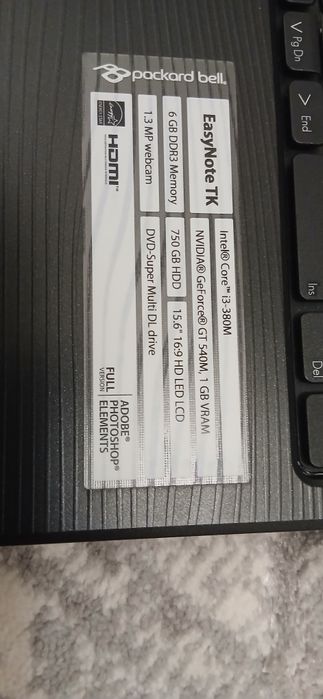 packard bell.
EasyNote TK
Intel® Core™ i3-380M
NVIDIA® GeForce® GT 540M, 1 GB VRAM
6 GB DDR3 Memory
750 GB HDD
15.6" 16:9 HD LED LCD
1.3 MP webcam
DVD-Super Multi DL drive
HDMI™
FULL
VERSION
ADOBE®
PHOTOSHOP®
ELEMENTS
Pg Dn
End
Ins
Del